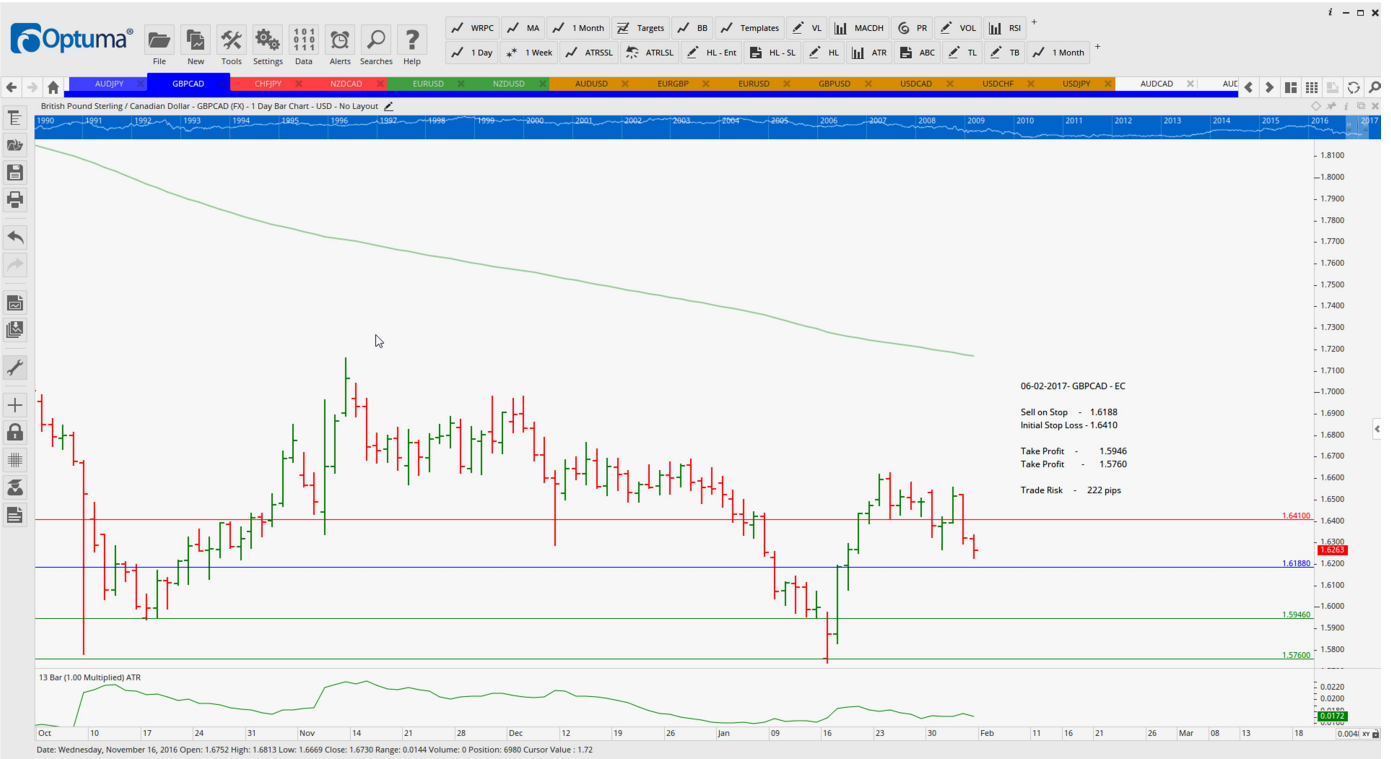 Optuma®
File New Tools Settings Data Alerts Searches Help
WRPC MA 1 Month Targets BB Templates VL MACDH PR VOL RSI
1 Day 1 Week ATRSSL ATRLSL HL - Ent HL - SL HL ATR ABC TL TB 1 Month
AUDJPY GBPCAD CHFJPY NZDCAD EURUSD NZDUSD AUDUSD EURGBP EURUSD GBPUSD USDCAD USDCHF USDJPY AUDCAD
British Pound Sterling / Canadian Dollar - GBPCAD (FX) - 1 Day Bar Chart - USD - No Layout
1990 1991 1992 1993 1994 1995 1996 1997 1998 1999 2000 2001 2002 2003 2004 2005 2006 2007 2008 2009 2010 2011 2012 2013 2014 2015 2016 2017
1.8100
1.8000
1.7900
1.7800
1.7700
1.7600
1.7500
1.7400
1.7300
1.7200
1.7100
1.7000
1.6900
1.6800
1.6700
1.6600
1.6500
1.6400
1.6300
1.6263
1.6200
1.6100
1.6000
1.5900
1.5800
06-02-2017- GBPCAD - EC
Sell on Stop - 1.6188
Initial Stop Loss - 1.6410
Take Profit - 1.5946
Take Profit - 1.5760
Trade Risk - 222 pips
1.64100
1.61880
1.59460
1.57600
13 Bar (1.00 Multiplied) ATR
0.0220
0.0200
0.0172
Oct 10 17 24 31 Nov 14 21 28 Dec 12 19 26 Jan 09 16 23 30 Feb 11 16 21 26 Mar 08 13 18 XY
Date: Wednesday, November 16, 2016 Open: 1.6752 High: 1.6813 Low: 1.6669 Close: 1.6730 Range: 0.0144 Volume: 0 Position: 6980 Cursor Value : 1.72